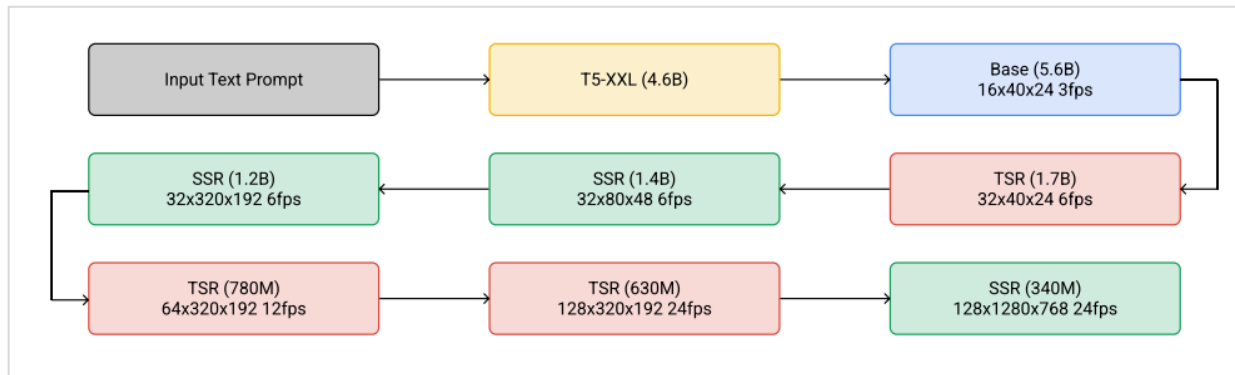 Input Text Prompt
T5-XXL (4.6B)
Base (5.6B)
16x40x24 3fps
TSR (1.7B)
32x40x24 6fps
SSR (1.4B)
32x80x48 6fps
SSR (1.2B)
32x320x192 6fps
TSR (780M)
64x320x192 12fps
TSR (630M)
128x320x192 24fps
SSR (340M)
128x1280x768 24fps